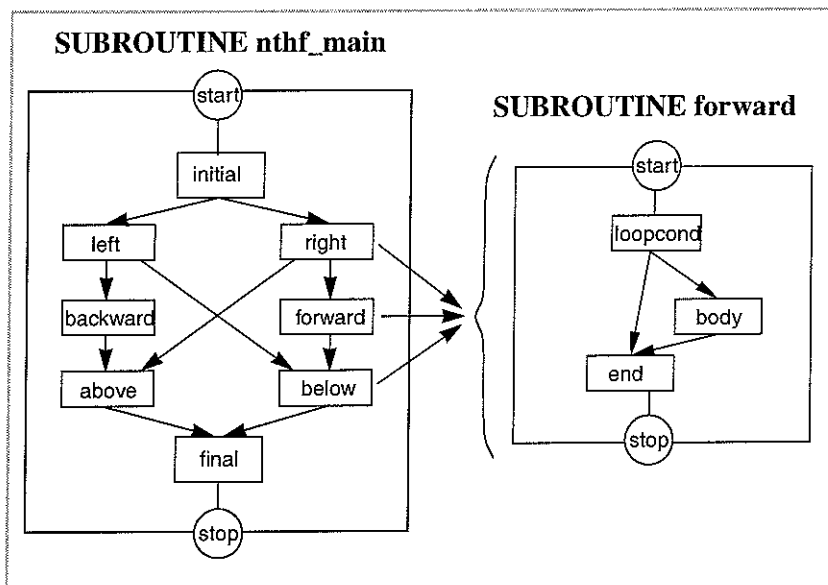 SUBROUTINE nthf_main
start
initial
left
right
backward
forward
above
below
final
stop
SUBROUTINE forward
start
loopcond
body
end
stop